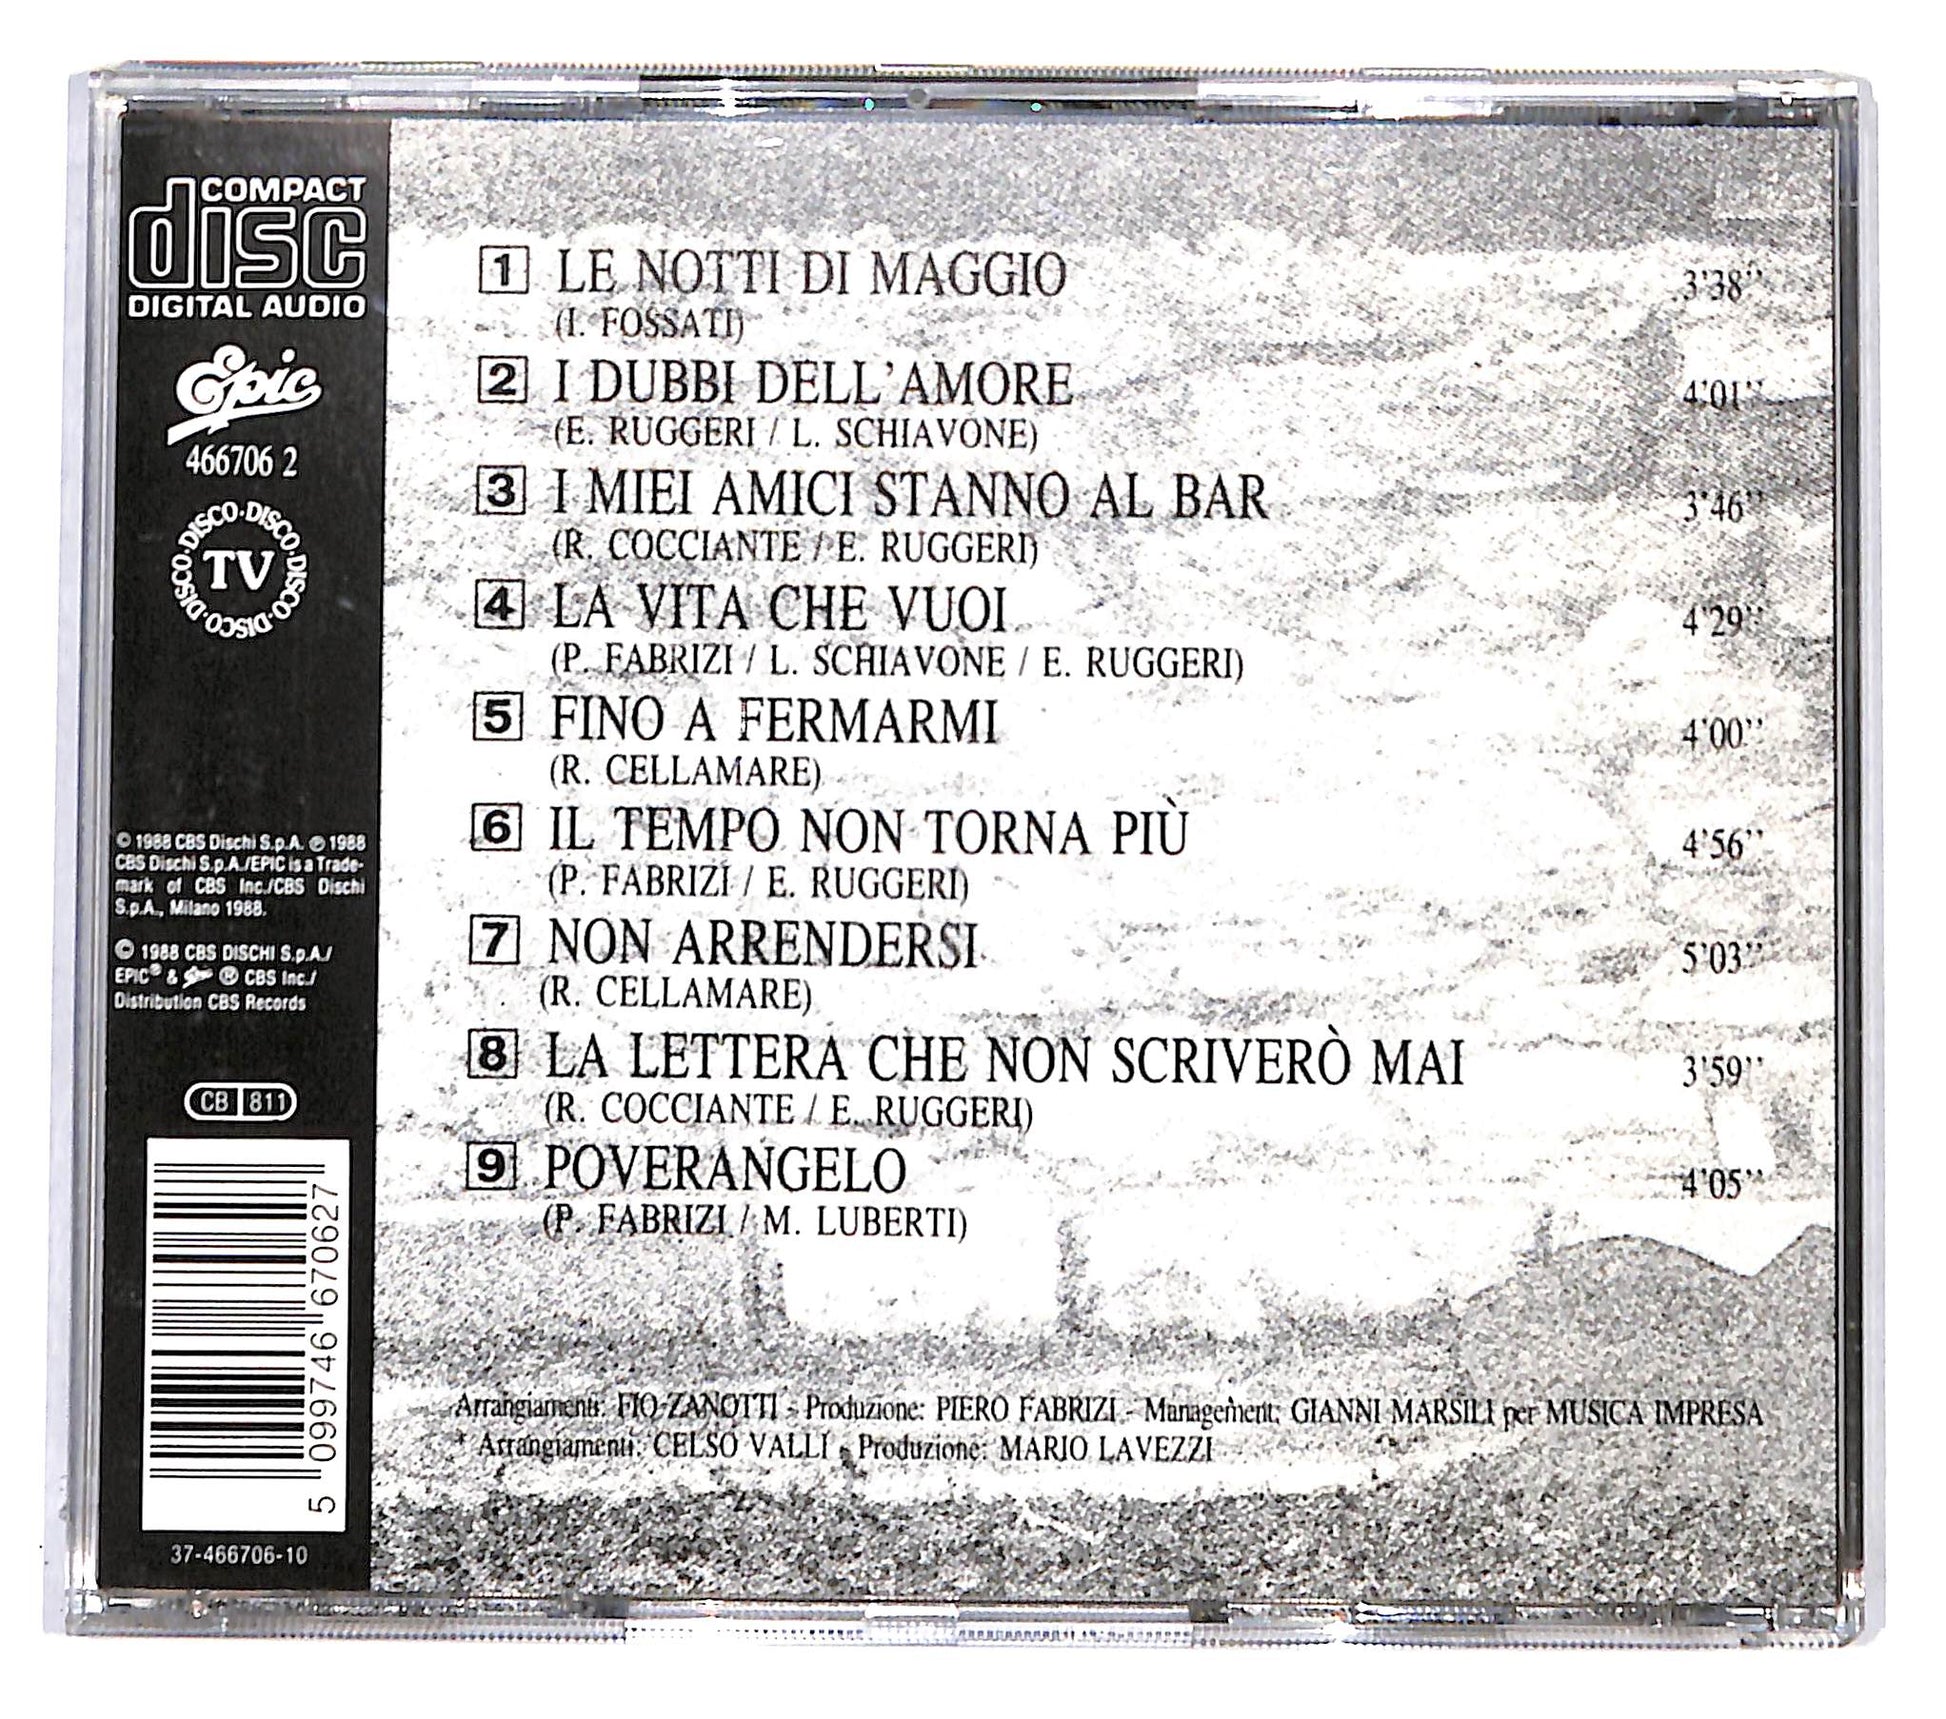 COMPACT
disc
DIGITAL AUDIO
Epic
466706 2
DISCO·DISCO·DISCO·DISCO·DISCO·
TV
© 1988 CBS Dischi S.p.A. ℗ 1988
CBS Dischi S.p.A./EPIC is a Trade-
mark of CBS Inc./CBS Dischi
S.p.A., Milano 1988.
© 1988 CBS DISCHI S.p.A./
EPIC® & ® CBS Inc./
Distribution CBS Records
CB 811
5 099746 670627
37-466706-10
1 LE NOTTI DI MAGGIO 3'38''
(I. FOSSATI)
2 I DUBBI DELL'AMORE 4'01''
(E. RUGGERI / L. SCHIAVONE)
3 I MIEI AMICI STANNO AL BAR 3'46''
(R. COCCIANTE / E. RUGGERI)
4 LA VITA CHE VUOI 4'29''
(P. FABRIZI / L. SCHIAVONE / E. RUGGERI)
5 FINO A FERMARMI 4'00''
(R. CELLAMARE)
6 IL TEMPO NON TORNA PIÙ 4'56''
(P. FABRIZI / E. RUGGERI)
7 NON ARRENDERSI 5'03''
(R. CELLAMARE)
8 LA LETTERA CHE NON SCRIVERÒ MAI 3'59''
(R. COCCIANTE / E. RUGGERI)
9 POVERANGELO 4'05''
(P. FABRIZI / M. LUBERTI)
Arrangiamenti: FIO ZANOTTI - Produzione: PIERO FABRIZI - Management: GIANNI MARSILI per MUSICA IMPRESA
* Arrangiamenti: CELSO VALLI - Produzione: MARIO LAVEZZI